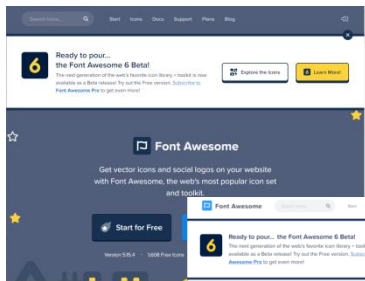 Search Icons...
Start Icons Docs Support Plans Blog
6
Ready to pour...
the Font Awesome 6 Beta!
The next generation of the web's favorite icon library + toolkit is now
available as a Beta release! Try out the Free version. Subscribe to
Font Awesome Pro to get even more!
Explore the Icons
Learn More!
Font Awesome
Get vector icons and social logos on your website
with Font Awesome, the web's most popular icon set
and toolkit.
Start for Free
Version 5.15.4 · 1,608 Free Icons
Font Awesome
Start
6
Ready to pour... the Font Awesome 6 Beta!
The next generation of the web's favorite icon library + tool
available as a Beta release! Try out the Free version. Subsc
Awesome Pro to get even more!